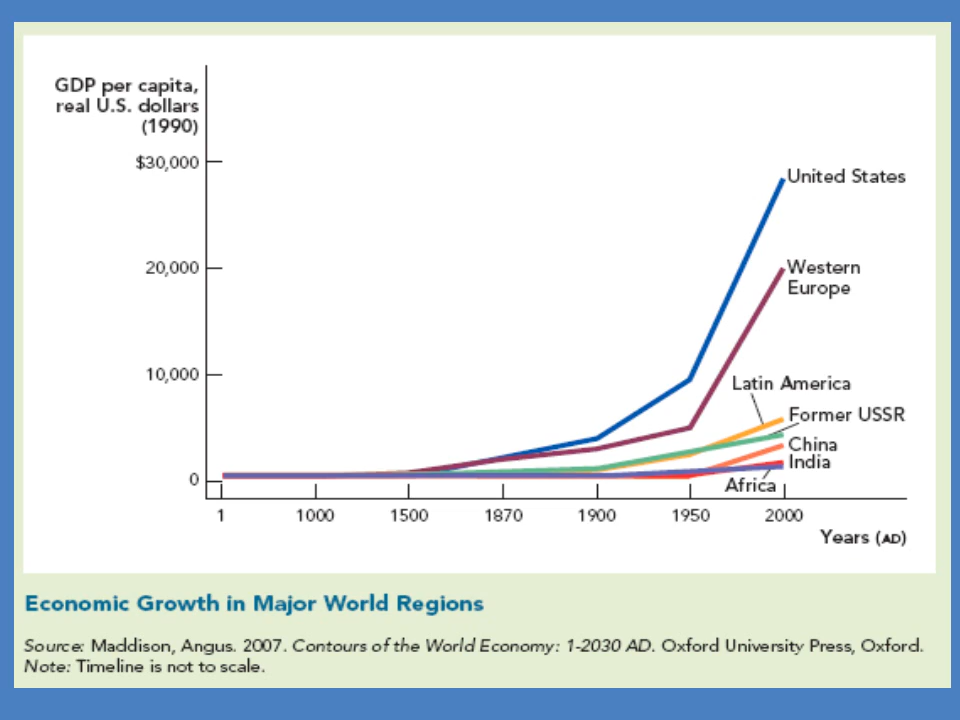 GDP per capita,
real U.S. dollars
(1990)
$30,000
20,000
10,000
0
United States
Western
Europe
Latin America
Former USSR
China
India
Africa
1 1000 1500 1870 1900 1950 2000
Years (AD)
Economic Growth in Major World Regions
Source: Maddison, Angus. 2007. Contours of the World Economy: 1-2030 AD. Oxford University Press, Oxford.
Note: Timeline is not to scale.